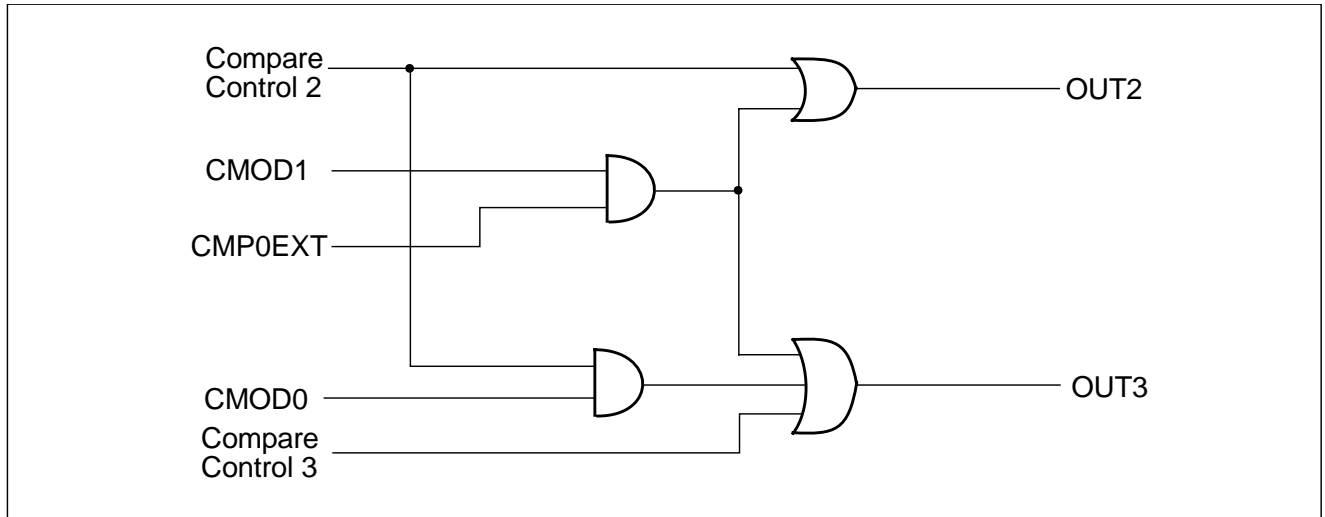 Compare
Control 2
OUT2
CMOD1
CMP0EXT
OUT3
CMOD0
Compare
Control 3